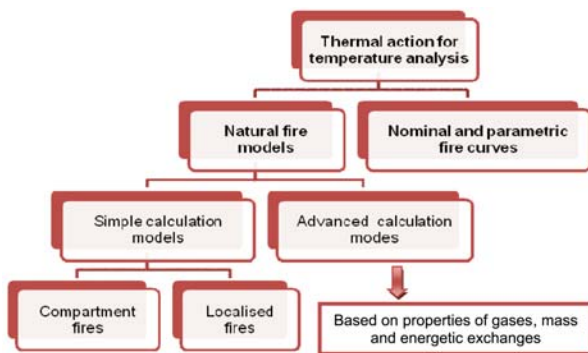 Thermal action for
temperature analysis
Natural fire
models
Nominal and parametric
fire curves
Simple calculation
models
Advanced calculation
modes
Compartment
fires
Localised
fires
Based on properties of gases, mass
and energetic exchanges